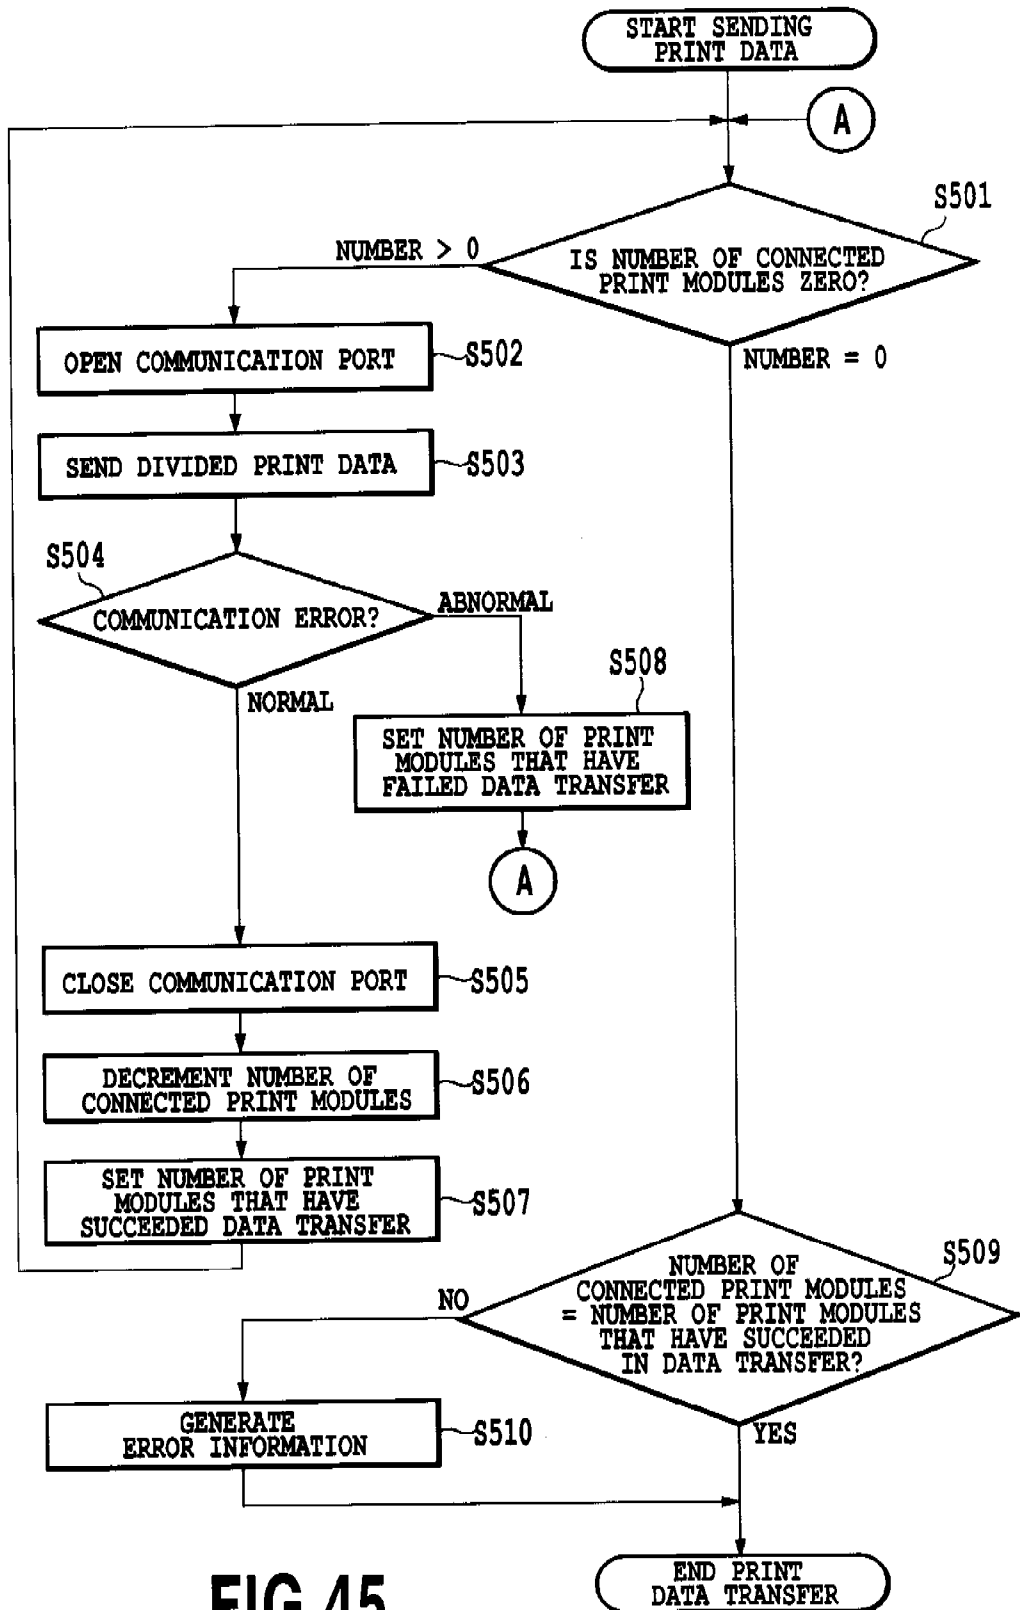 START SENDING
PRINT DATA
A
S501
NUMBER > 0
IS NUMBER OF CONNECTED
PRINT MODULES ZERO?
NUMBER = 0
OPEN COMMUNICATION PORT
S502
SEND DIVIDED PRINT DATA
S503
S504
COMMUNICATION ERROR?
ABNORMAL
NORMAL
S508
SET NUMBER OF PRINT
MODULES THAT HAVE
FAILED DATA TRANSFER
A
CLOSE COMMUNICATION PORT
S505
DECREMENT NUMBER OF
CONNECTED PRINT MODULES
S506
SET NUMBER OF PRINT
MODULES THAT HAVE
SUCCEEDED DATA TRANSFER
S507
S509
NUMBER OF
CONNECTED PRINT MODULES
= NUMBER OF PRINT MODULES
THAT HAVE SUCCEEDED
IN DATA TRANSFER?
NO
YES
GENERATE
ERROR INFORMATION
S510
END PRINT
DATA TRANSFER
FIG.45